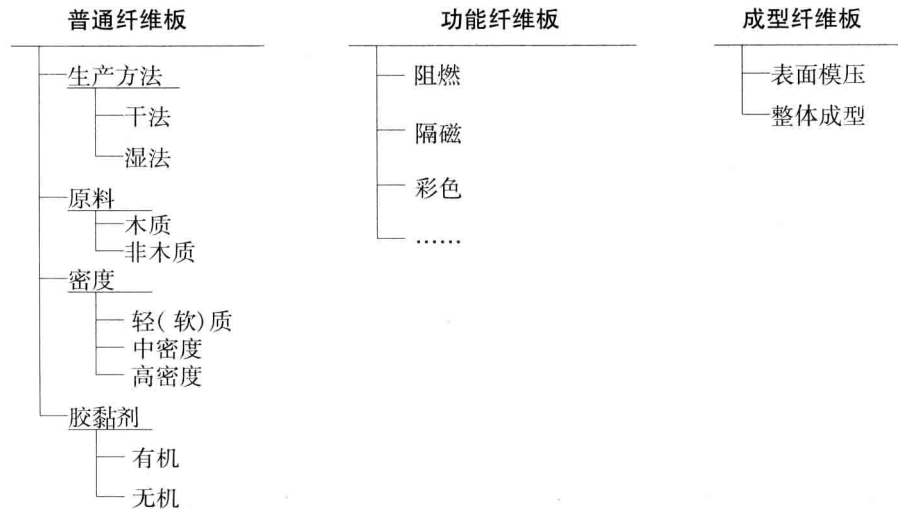 普通纤维板
生产方法
干法
湿法
原料
木质
非木质
密度
轻(软)质
中密度
高密度
胶黏剂
有机
无机
功能纤维板
阻燃
隔磁
彩色
……
成型纤维板
表面模压
整体成型